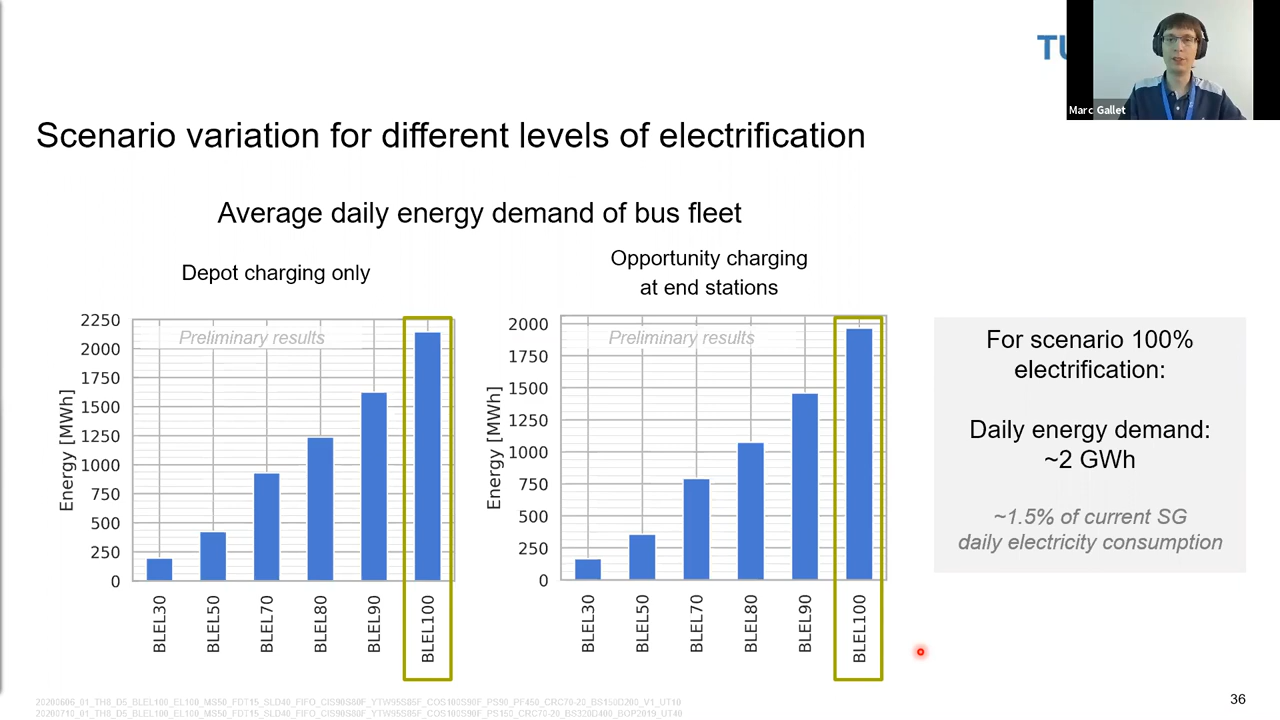 TU
Marc Gallet
Scenario variation for different levels of electrification
Average daily energy demand of bus fleet
Depot charging only
Opportunity charging
at end stations
Preliminary results
2250
2000
1750
1500
1250
1000
750
500
250
0
Energy [MWh]
BLEL30
BLEL50
BLEL70
BLEL80
BLEL90
BLEL100
Preliminary results
2000
1750
1500
1250
1000
750
500
250
0
Energy [MWh]
BLEL30
BLEL50
BLEL70
BLEL80
BLEL90
BLEL100
For scenario 100%
electrification:
Daily energy demand:
~2 GWh
~1.5% of current SG
daily electricity consumption
36